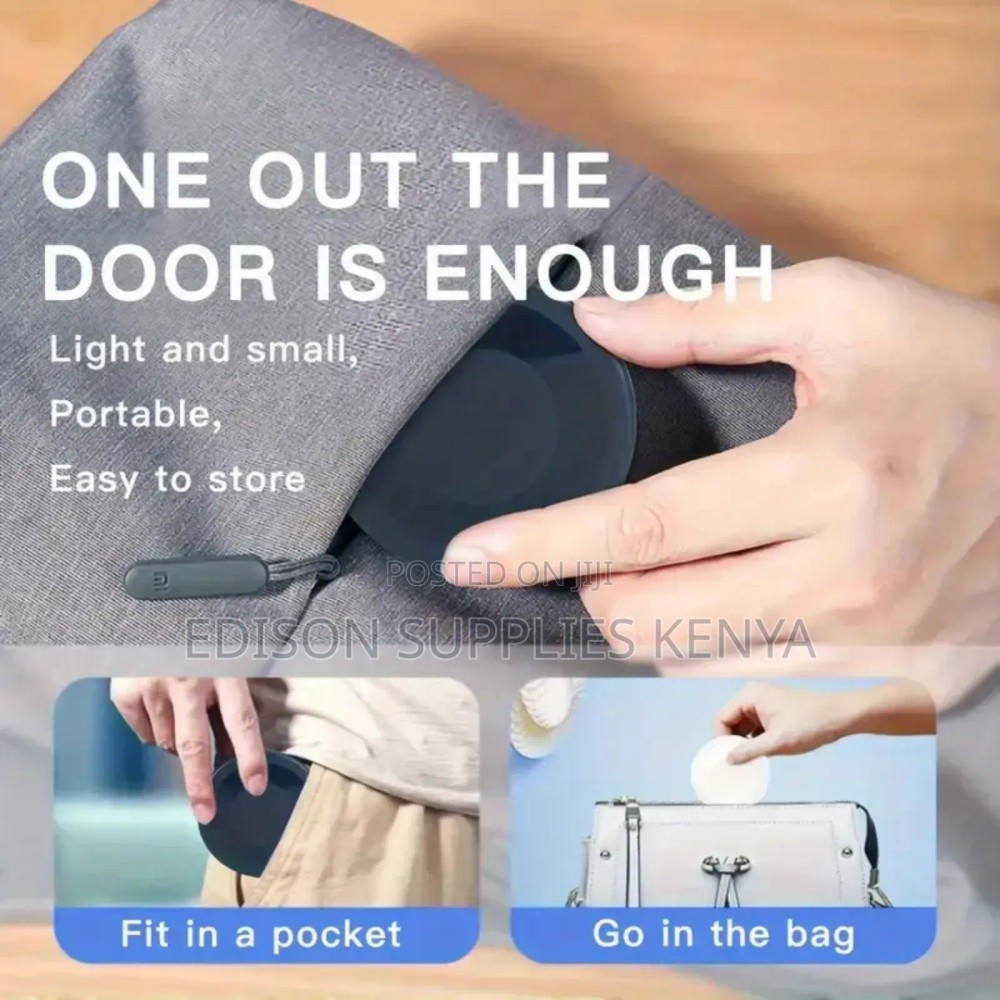 ONE OUT THE
DOOR IS ENOUGH
Light and small,
Portable,
Easy to store
POSTED ON JIJI
EDISON SUPPLIES KENYA
Fit in a pocket
Go in the bag